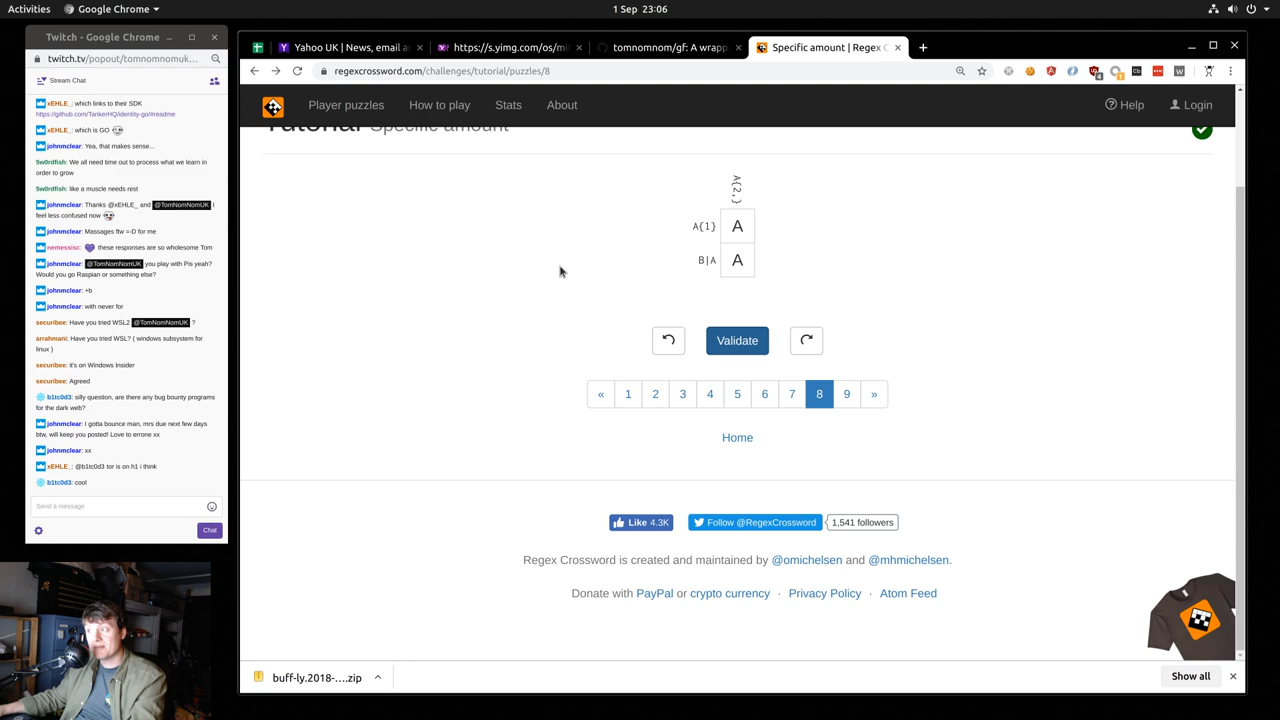 Activities
Google Chrome
1 Sep 23:06
Twitch - Google Chrome
twitch.tv/popout/tomnomnomuk...
Stream Chat
xEHLE_: which links to their SDK
https://github.com/TankerHQ/identity-go/#readme
xEHLE_: which is GO
johnmclear: Yea, that makes sense...
5w0rdfish: We all need time out to process what we learn in
order to grow
5w0rdfish: like a muscle needs rest
johnmclear: Thanks @xEHLE_ and @TomNomNomUK I
feel less confused now
johnmclear: Massages ftw =-D for me
nemessisc: these responses are so wholesome Tom
johnmclear: @TomNomNomUK you play with Pis yeah?
Would you go Raspian or something else?
johnmclear: +b
johnmclear: with never for
securibee: Have you tried WSL2 @TomNomNomUK ?
arrahmani: Have you tried WSL? ( windows subsystem for
linux )
securibee: it's on Windows Insider
securibee: Agreed
b1tc0d3: silly question, are there any bug bounty programs
for the dark web?
johnmclear: I gotta bounce man, mrs due next few days
btw, will keep you posted! Love to errone xx
johnmclear: xx
xEHLE_: @b1tc0d3 tor is on h1 i think
b1tc0d3: cool
Send a message
Chat
Yahoo UK | News, email a
https://s.yimg.com/os/mi
tomnomnom/gf: A wrapp
Specific amount | Regex C
regexcrossword.com/challenges/tutorial/puzzles/8
Player puzzles
How to play
Stats
About
Help
Login
Tutorial Specific amount
A{2,}
A{1} A
B|A A
Validate
« 1 2 3 4 5 6 7 8 9 »
Home
Like 4.3K
Follow @RegexCrossword
1,541 followers
Regex Crossword is created and maintained by @omichelsen and @mhmichelsen.
Donate with PayPal or crypto currency · Privacy Policy · Atom Feed
buff-ly.2018-....zip
Show all